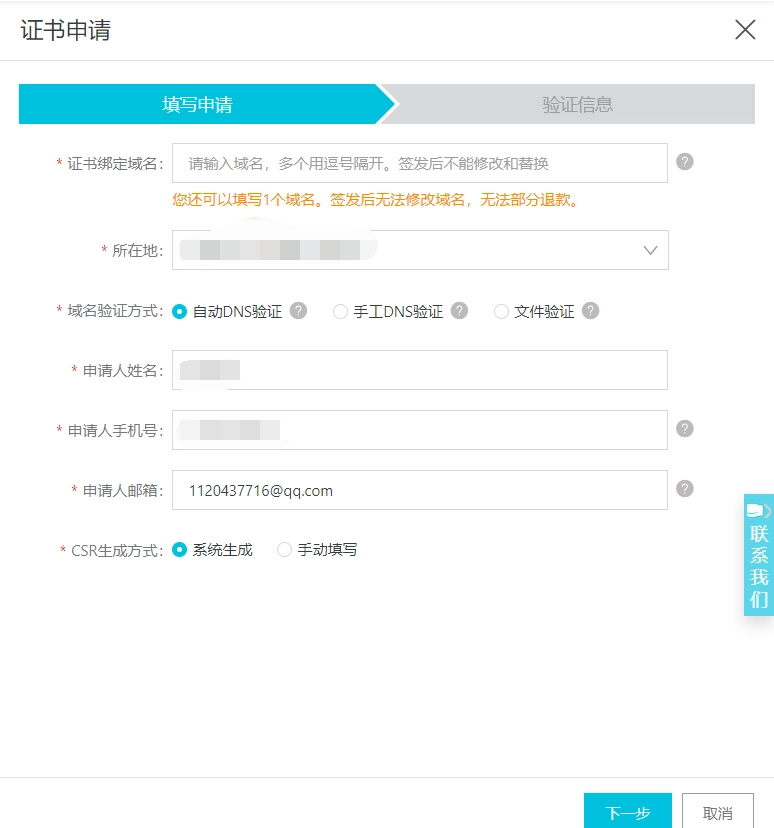 证书申请
填写申请
验证信息
* 证书绑定域名: 请输入域名，多个用逗号隔开。签发后不能修改和替换 ?
您还可以填写1个域名。签发后无法修改域名，无法部分退款。
* 所在地:
* 域名验证方式: 自动DNS验证 ? 手工DNS验证 ? 文件验证 ?
* 申请人姓名:
* 申请人手机号: ?
* 申请人邮箱: 1120437716@qq.com ?
* CSR生成方式: 系统生成 手动填写
联系我们
下一步 取消